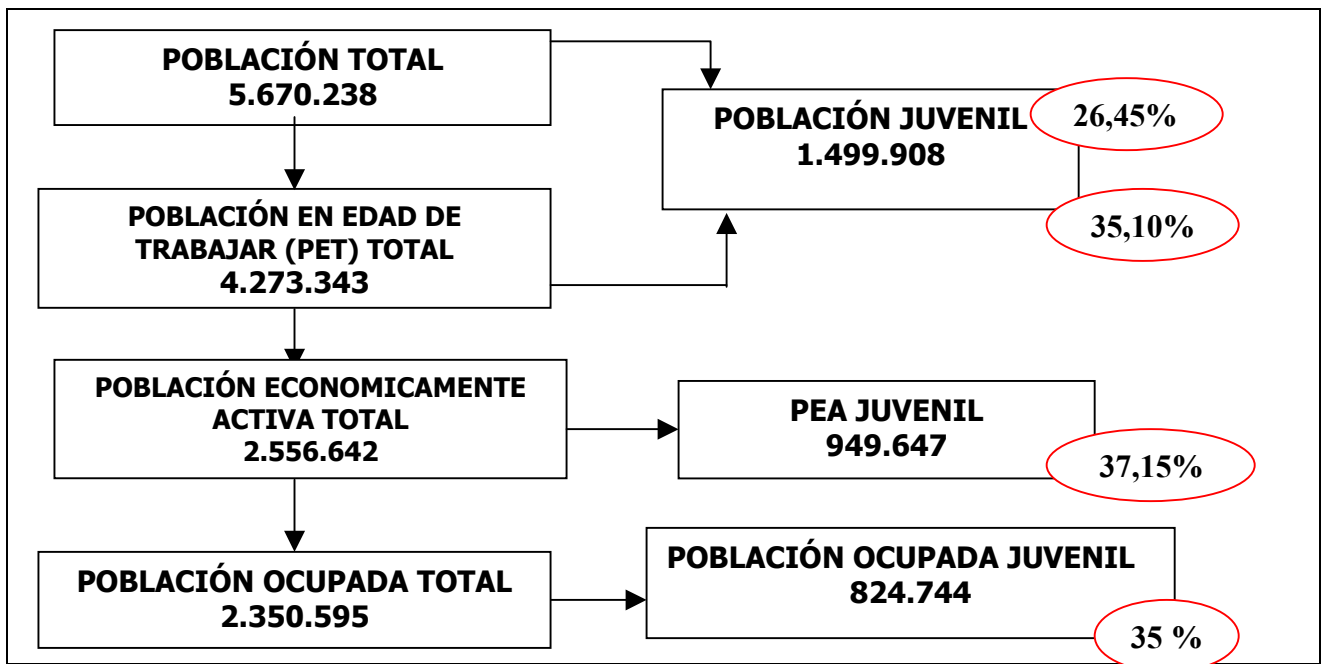 POBLACIÓN TOTAL
5.670.238
POBLACIÓN JUVENIL
1.499.908
26,45%
35,10%
POBLACIÓN EN EDAD DE
TRABAJAR (PET) TOTAL
4.273.343
POBLACIÓN ECONOMICAMENTE
ACTIVA TOTAL
2.556.642
PEA JUVENIL
949.647
37,15%
POBLACIÓN OCUPADA TOTAL
2.350.595
POBLACIÓN OCUPADA JUVENIL
824.744
35 %